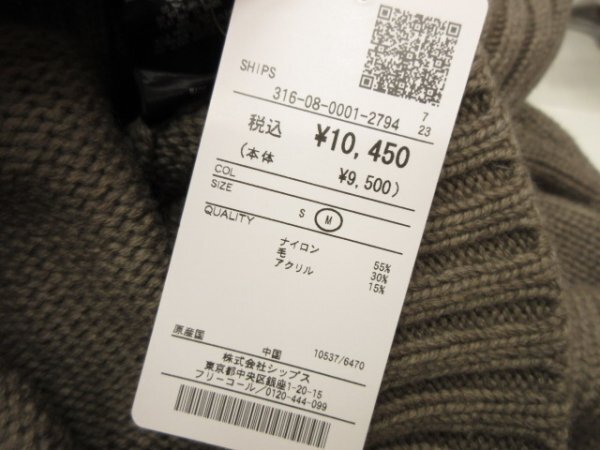 SHIPS
316-08-0001-2794
7
23
税込 ¥10,450
(本体 ¥9,500)
COL
SIZE
S M
QUALITY
ナイロン 55%
毛 30%
アクリル 15%
原産国 中国 10537/6470
株式会社シップス
東京都中央区銀座1-20-15
フリーコール/0120-444-099